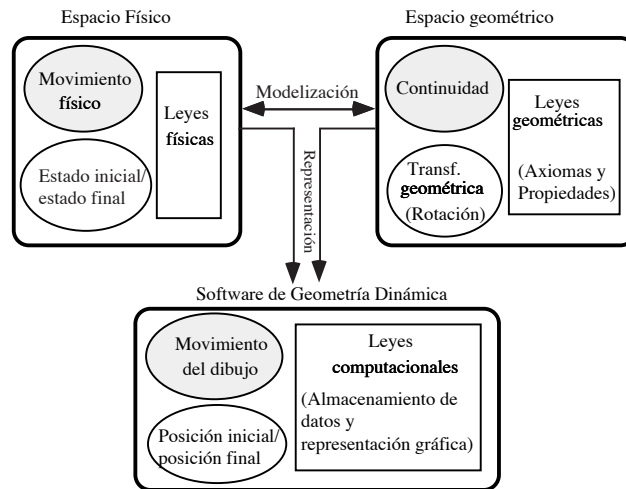 Espacio Físico
Movimiento
físico
Leyes
físicas
Estado inicial/
estado final
Modelización
Representación
Espacio geométrico
Continuidad
Leyes
geométricas
(Axiomas y
Propiedades)
Transf.
geométrica
(Rotación)
Software de Geometría Dinámica
Movimiento
del dibujo
Posición inicial/
posición final
Leyes
computacionales
(Almacenamiento de
datos y
representación gráfica)